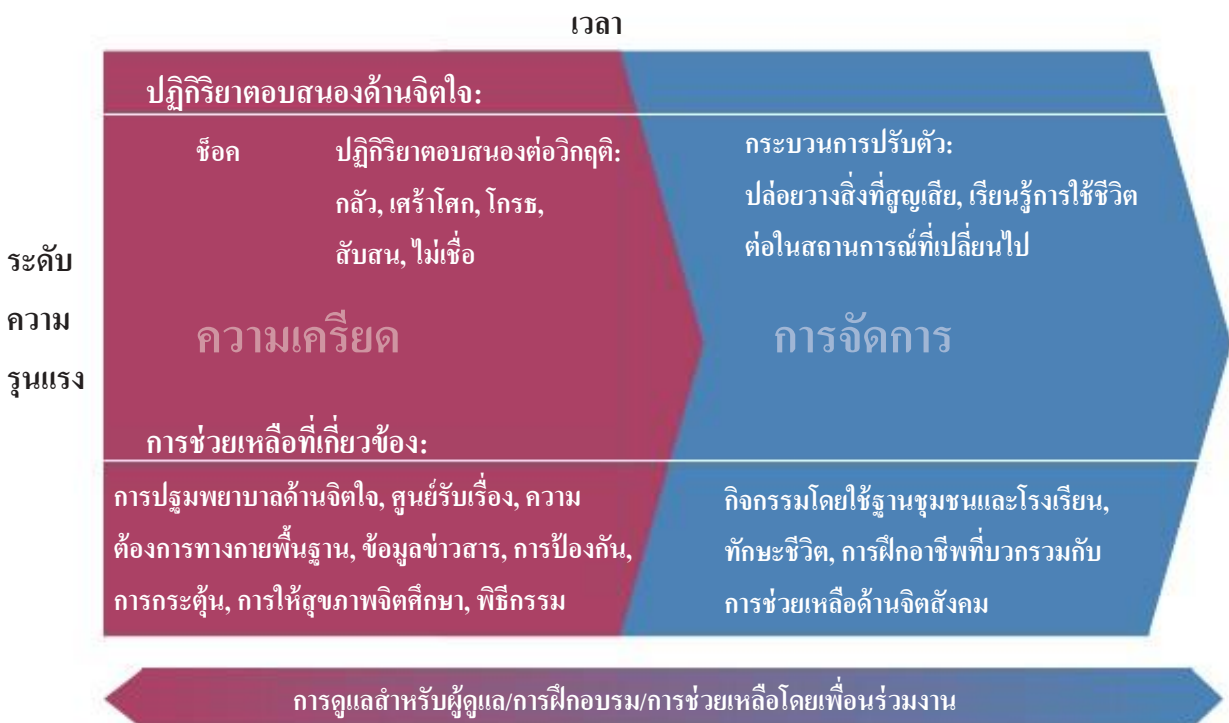 เวลา
ระดับ
ความ
รุนแรง
ปฏิกิริยาตอบสนองด้านจิตใจ:
ช็อค
ปฏิกิริยาตอบสนองต่อวิกฤติ:
กลัว, เศร้าโศก, โกรธ,
สับสน, ไม่เชื่อ
ความเครียด
การช่วยเหลือที่เกี่ยวข้อง:
การปฐมพยาบาลด้านจิตใจ, ศูนย์รับเรื่อง, ความ
ต้องการทางกายพื้นฐาน, ข้อมูลข่าวสาร, การป้องกัน,
การกระตุ้น, การให้สุขภาพจิตศึกษา, พิธีกรรม
กระบวนการปรับตัว:
ปล่อยวางสิ่งที่สูญเสีย, เรียนรู้การใช้ชีวิต
ต่อในสถานการณ์ที่เปลี่ยนไป
การจัดการ
กิจกรรมโดยใช้ฐานชุมชนและโรงเรียน,
ทักษะชีวิต, การฝึกอาชีพที่บวกรวมกับ
การช่วยเหลือด้านจิตสังคม
การดูแลสำหรับผู้ดูแล/การฝึกอบรม/การช่วยเหลือโดยเพื่อนร่วมงาน